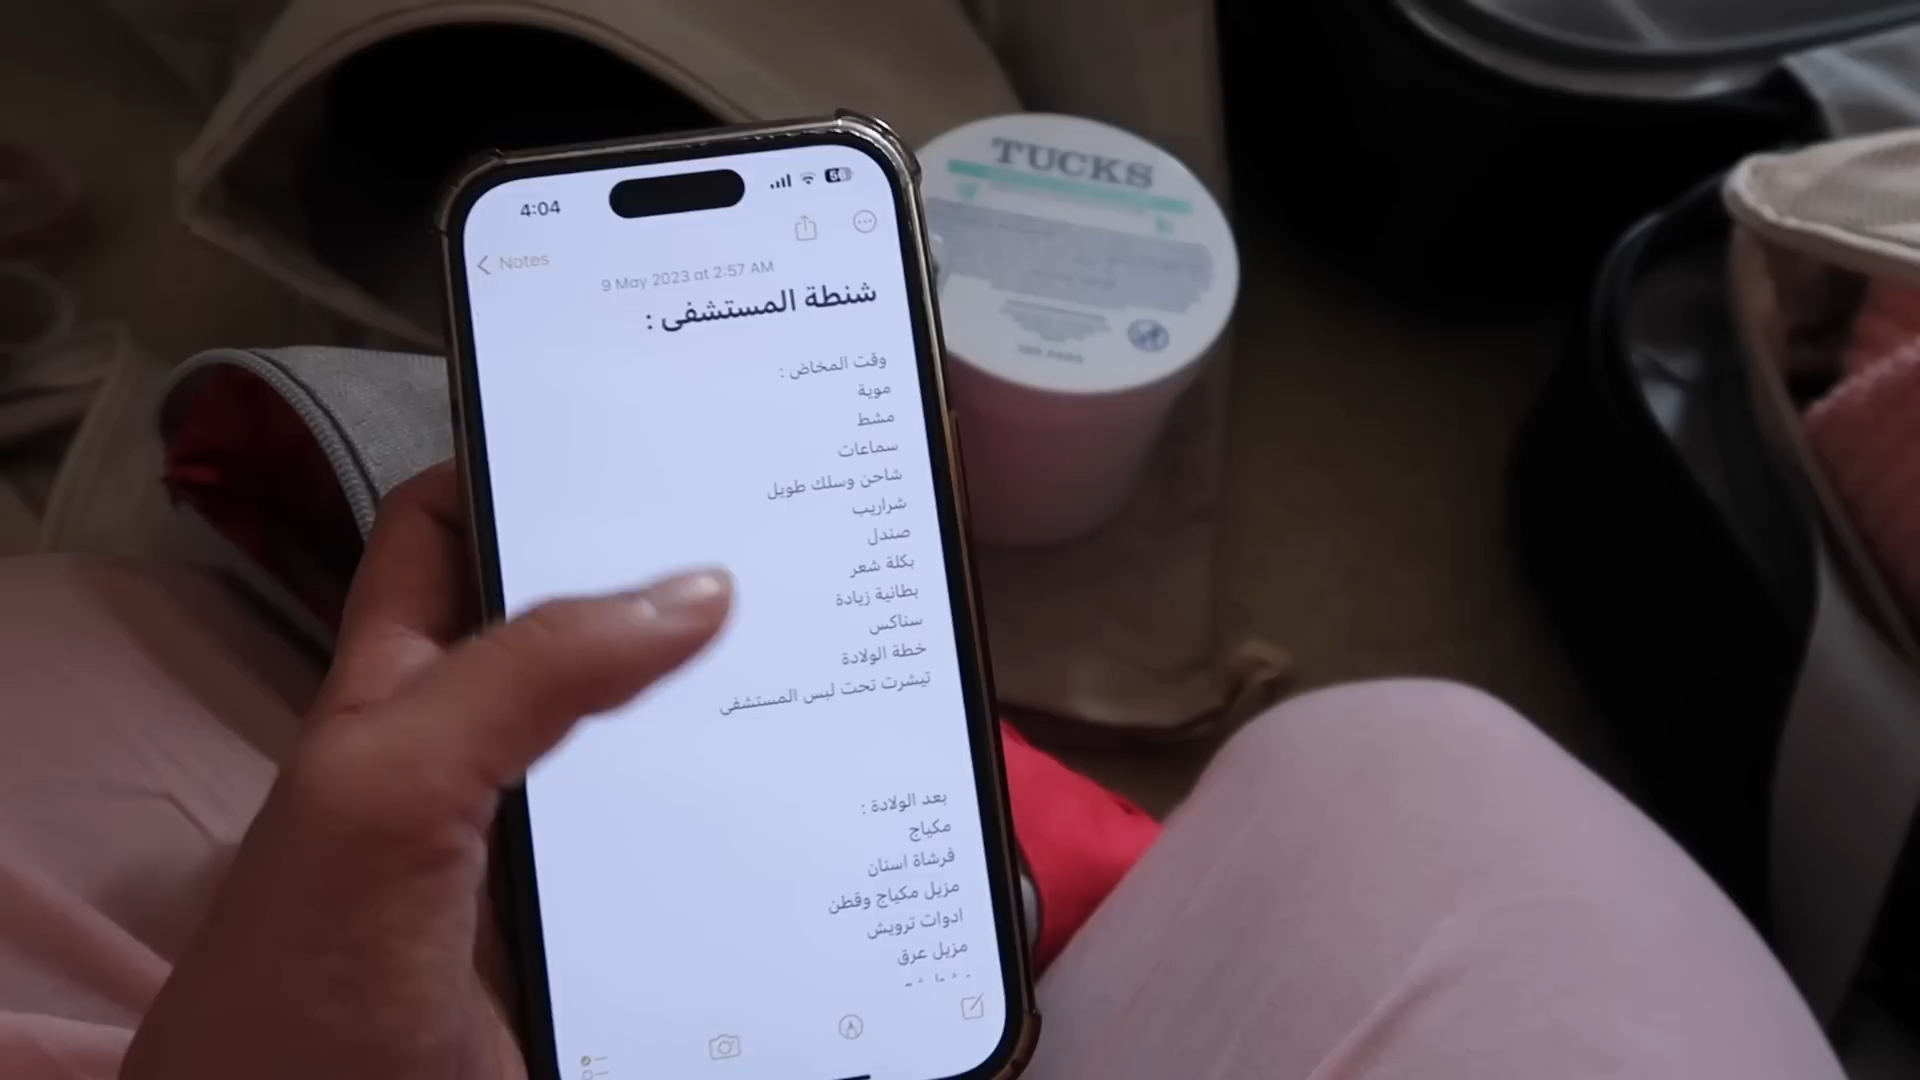 4:04
56
Notes
9 May 2023 at 2:57 AM
شنطة المستشفى :
وقت المخاض :
موية
مشط
سماعات
شاحن وسلك طويل
شراريب
صندل
بكلة شعر
بطانية زيادة
سناكس
خطة الولادة
تيشرت تحت لبس المستشفى
بعد الولادة :
مكياج
فرشاة اسنان
مزيل مكياج وقطن
ادوات ترويش
مزيل عرق
TUCKS